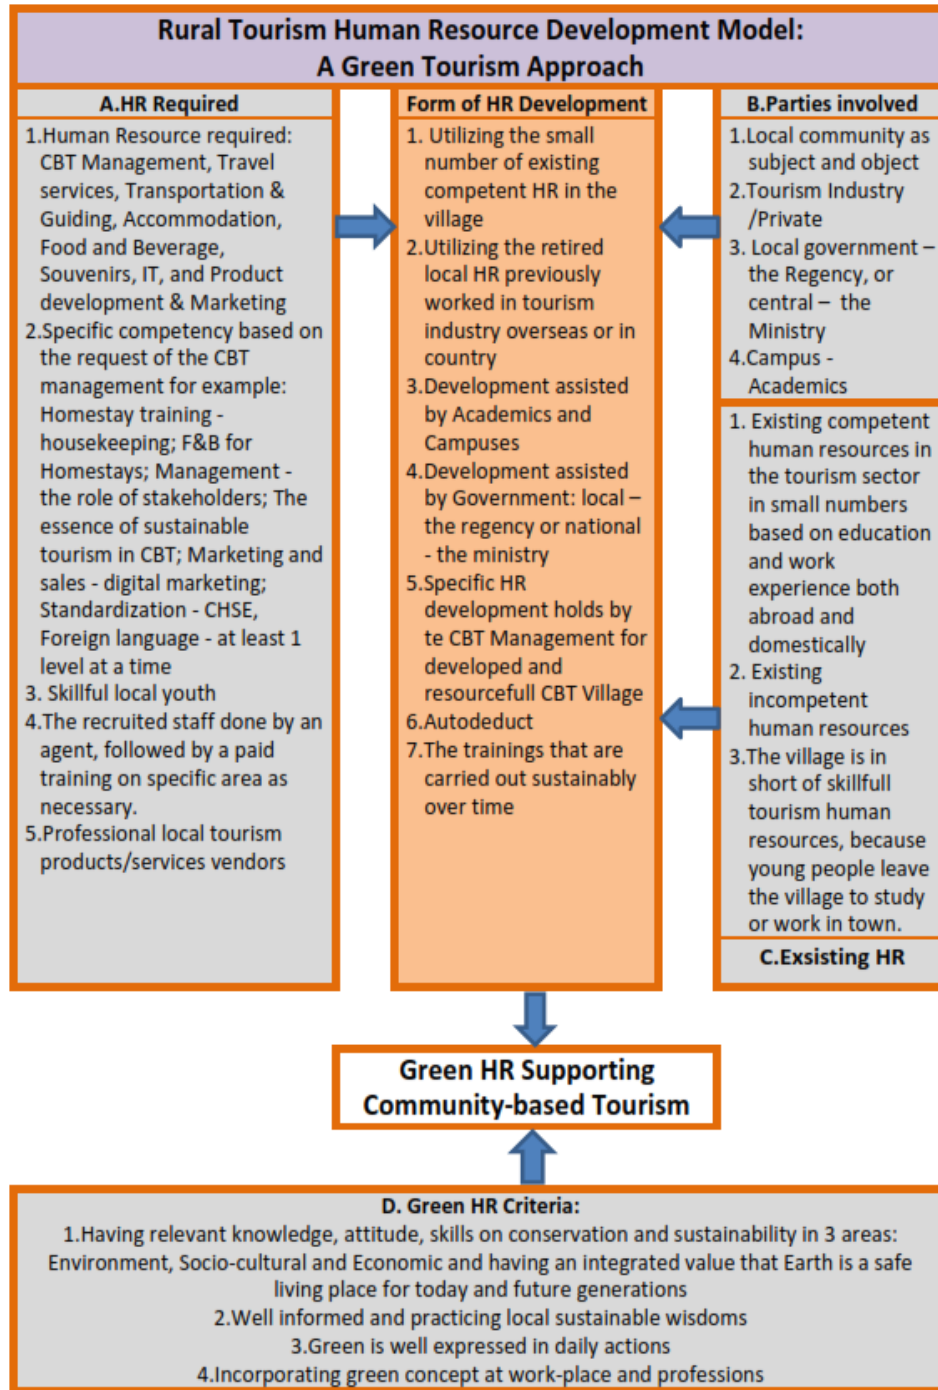 Rural Tourism Human Resource Development Model:
A Green Tourism Approach
A.HR Required
1.Human Resource required:
CBT Management, Travel
services, Transportation &
Guiding, Accommodation,
Food and Beverage,
Souvenirs, IT, and Product
development & Marketing
2.Specific competency based on
the request of the CBT
management for example:
Homestay training -
housekeeping; F&B for
Homestays; Management -
the role of stakeholders; The
essence of sustainable
tourism in CBT; Marketing and
sales - digital marketing;
Standardization - CHSE,
Foreign language - at least 1
level at a time
3. Skillful local youth
4.The recruited staff done by an
agent, followed by a paid
training on specific area as
necessary.
5.Professional local tourism
products/services vendors
Form of HR Development
1. Utilizing the small
number of existing
competent HR in the
village
2.Utilizing the retired
local HR previously
worked in tourism
industry overseas or in
country
3.Development assisted
by Academics and
Campuses
4.Development assisted
by Government: local –
the regency or national
- the ministry
5.Specific HR
development holds by
te CBT Management for
developed and
resourcefull CBT Village
6.Autodeduct
7.The trainings that are
carried out sustainably
over time
B.Parties involved
1.Local community as
subject and object
2.Tourism Industry
/Private
3. Local government –
the Regency, or
central – the
Ministry
4.Campus -
Academics
1. Existing competent
human resources in
the tourism sector
in small numbers
based on education
and work
experience both
abroad and
domestically
2. Existing
incompetent
human resources
3.The village is in
short of skillfull
tourism human
resources, because
young people leave
the village to study
or work in town.
C.Exsisting HR
Green HR Supporting
Community-based Tourism
D. Green HR Criteria:
1.Having relevant knowledge, attitude, skills on conservation and sustainability in 3 areas:
Environment, Socio-cultural and Economic and having an integrated value that Earth is a safe
living place for today and future generations
2.Well informed and practicing local sustainable wisdoms
3.Green is well expressed in daily actions
4.Incorporating green concept at work-place and professions